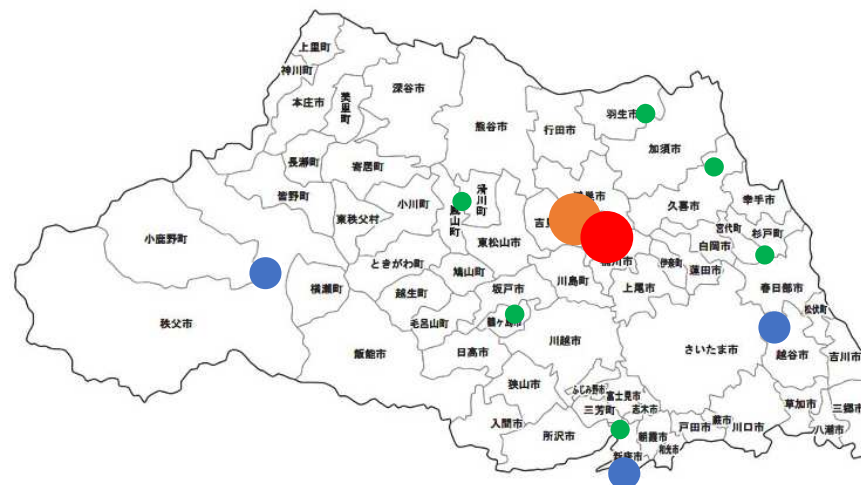 上里町
神川町
本庄市
美里町
深谷市
熊谷市
行田市
羽生市
加須市
長瀞町
寄居町
皆野町
小川町
東秩父村
滑川町
嵐山町
東松山市
久喜市
幸手市
宮代町
杉戸町
白岡市
小鹿野町
ときがわ町
鳩山町
川島町
上尾市
伊奈町
蓮田市
春日部市
横瀬町
越生町
坂戸市
毛呂山町
松伏町
秩父市
飯能市
日高市
川越市
さいたま市
越谷市
吉川市
狭山市
ふじみ野市
富士見市
三芳町
志木市
入間市
所沢市
朝霞市
和光市
新座市
戸田市
蕨市
川口市
草加市
三郷市
八潮市